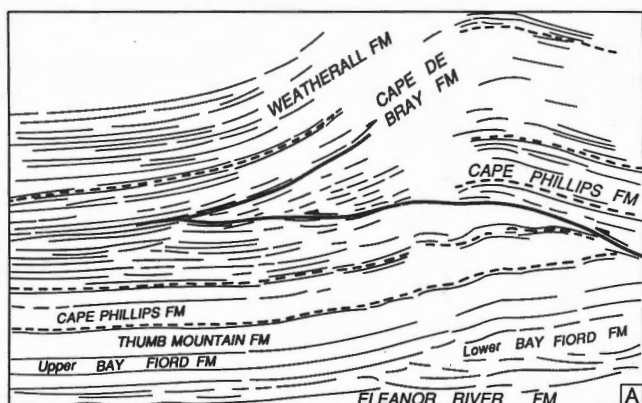 WEATHERALL FM
CAPE DE
BRAY FM
CAPE PHILLIPS FM
CAPE PHILLIPS FM
THUMB MOUNTAIN FM
Upper BAY FIORD FM
Lower BAY FIORD FM
ELEANOR RIVER FM
A